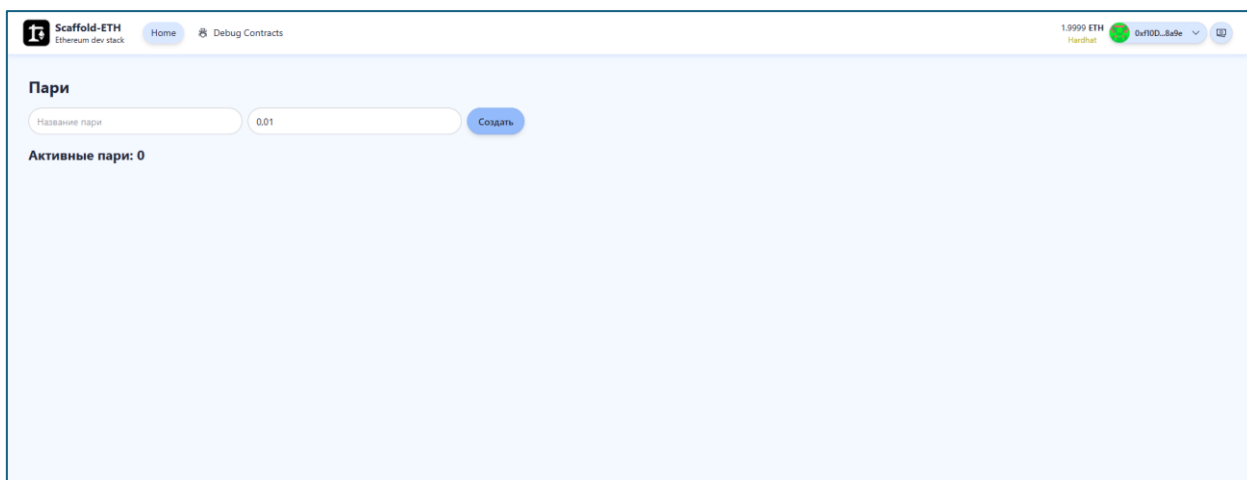 Scaffold-ETH
Ethereum dev stack
Home
Debug Contracts
1.9999 ETH
Hardhat
0xf10D...8a9e
Пари
Название пари
0.01
Создать
Активные пари: 0